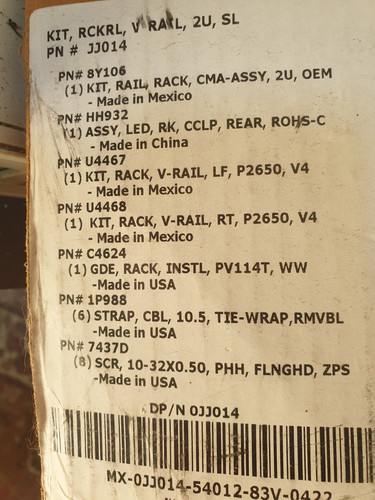 KIT, RCKRL, V RAIL, 2U, SL
PN # JJ014
PN# 8Y106
(1) KIT, RAIL, RACK, CMA-ASSY, 2U, OEM
- Made in Mexico
PN# HH932
(1) ASSY, LED, RK, CCLP, REAR, ROHS-C
- Made in China
PN# U4467
(1) KIT, RACK, V-RAIL, LF, P2650, V4
- Made in Mexico
PN# U4468
(1) KIT, RACK, V-RAIL, RT, P2650, V4
- Made in Mexico
PN# C4624
(1) GDE, RACK, INSTL, PV114T, WW
-Made in USA
PN# 1P988
(6) STRAP, CBL, 10.5, TIE-WRAP,RMVBL
-Made in USA
PN# 7437D
(8) SCR, 10-32X0.50, PHH, FLNGHD, ZPS
-Made in USA
DP/N 0JJ014
MX-0JJ014-54012-83V-0422